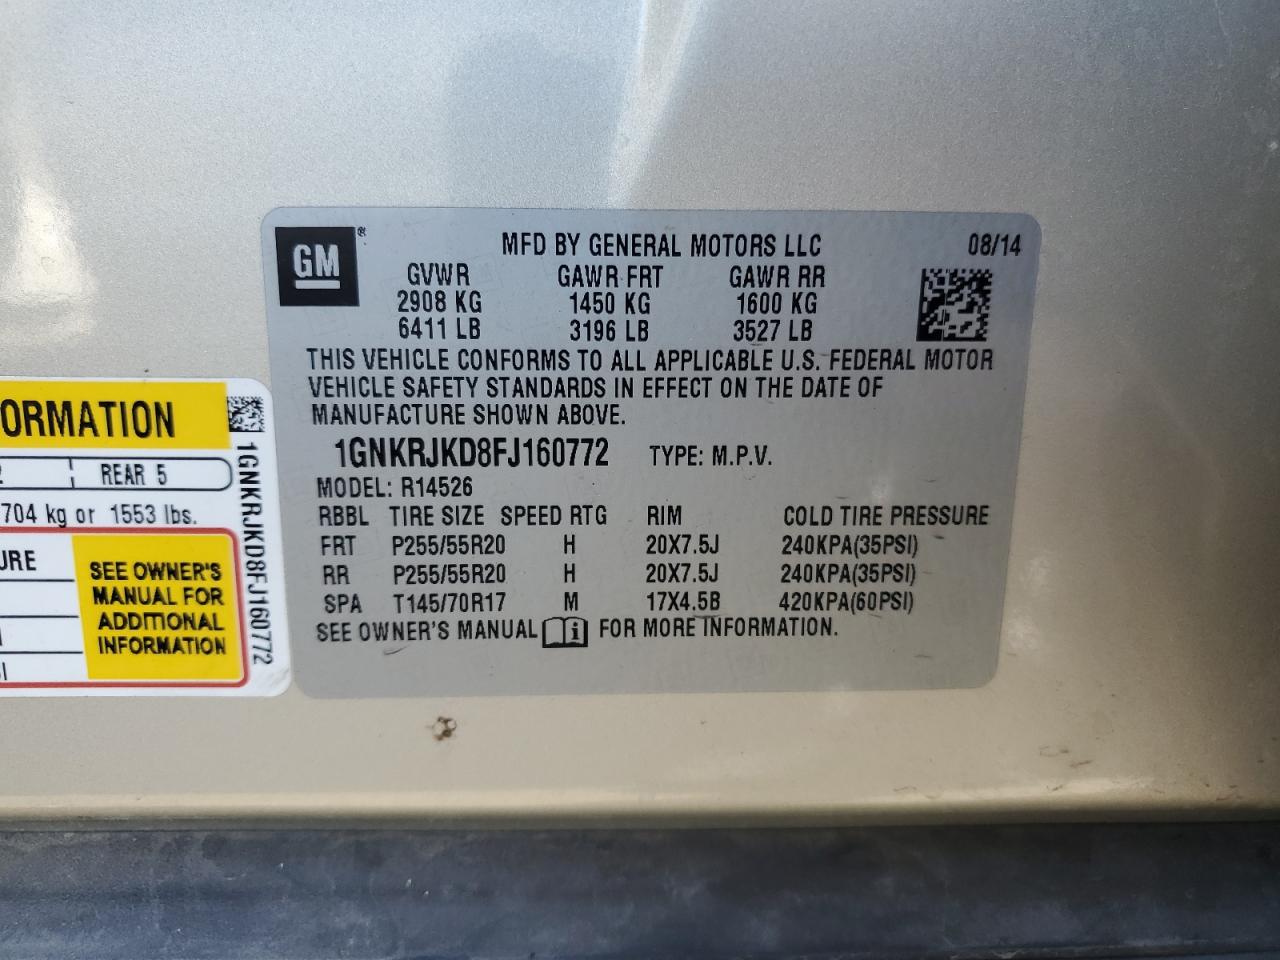 GM®
MFD BY GENERAL MOTORS LLC 08/14
GVWR GAWR FRT GAWR RR
2908 KG 1450 KG 1600 KG
6411 LB 3196 LB 3527 LB
THIS VEHICLE CONFORMS TO ALL APPLICABLE U.S. FEDERAL MOTOR
VEHICLE SAFETY STANDARDS IN EFFECT ON THE DATE OF
MANUFACTURE SHOWN ABOVE.
1GNKRJKD8FJ160772 TYPE: M.P.V.
MODEL: R14526
RBBL TIRE SIZE SPEED RTG RIM COLD TIRE PRESSURE
FRT P255/55R20 H 20X7.5J 240KPA(35PSI)
RR P255/55R20 H 20X7.5J 240KPA(35PSI)
SPA T145/70R17 M 17X4.5B 420KPA(60PSI)
SEE OWNER'S MANUAL i FOR MORE INFORMATION.
ORMATION
REAR 5
704 kg or 1553 lbs.
URE
SEE OWNER'S
MANUAL FOR
ADDITIONAL
INFORMATION
1GNKRJKD8FJ160772